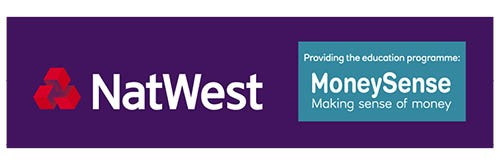 NatWest
Providing the education programme:
MoneySense
Making sense of money